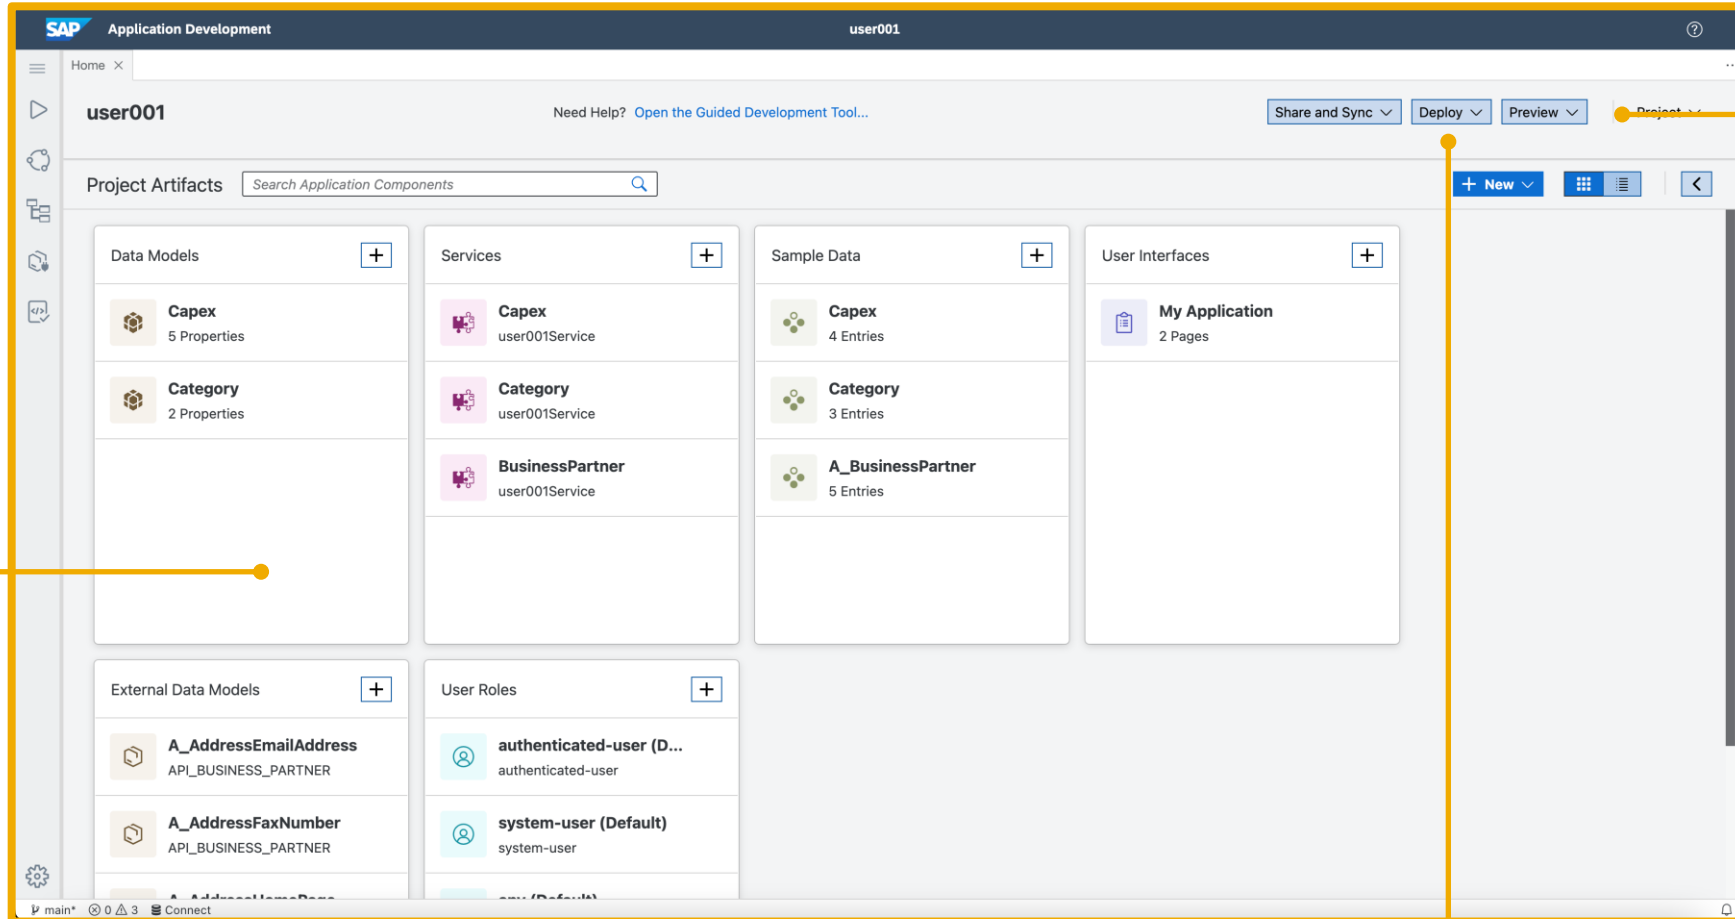 SAP Application Development user001
Home
user001 Need Help? Open the Guided Development Tool... Share and Sync Deploy Preview Project
Project Artifacts Search Application Components New
Data Models
Capex
5 Properties
Category
2 Properties
Services
Capex
user001Service
Category
user001Service
BusinessPartner
user001Service
Sample Data
Capex
4 Entries
Category
3 Entries
A_BusinessPartner
5 Entries
User Interfaces
My Application
2 Pages
External Data Models
A_AddressEmailAddress
API_BUSINESS_PARTNER
A_AddressFaxNumber
API_BUSINESS_PARTNER
User Roles
authenticated-user (D...
authenticated-user
system-user (Default)
system-user
main* 0 3 Connect